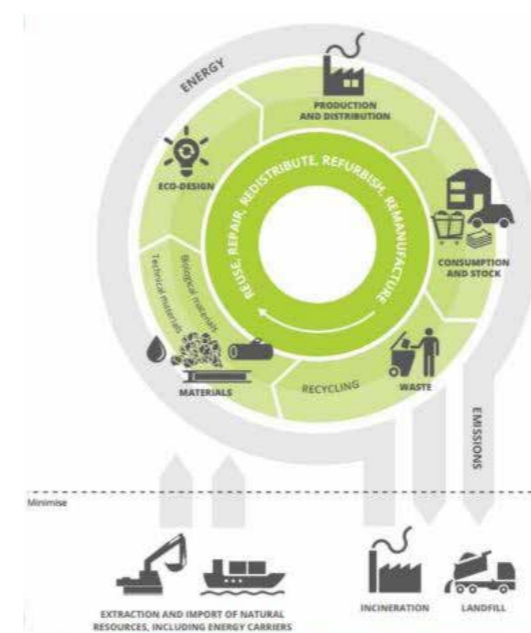 ENERGY
PRODUCTION
AND DISTRIBUTION
REUSE, REPAIR, REDISTRIBUTE, REFURBISH, REMANUFACTURE
ECO-DESIGN
CONSUMPTION
AND STOCK
Technical materials
Biological materials
MATERIALS
RECYCLING
WASTE
EMISSIONS
Minimise
EXTRACTION AND IMPORT OF NATURAL
RESOURCES, INCLUDING ENERGY CARRIERS
INCINERATION
LANDFILL